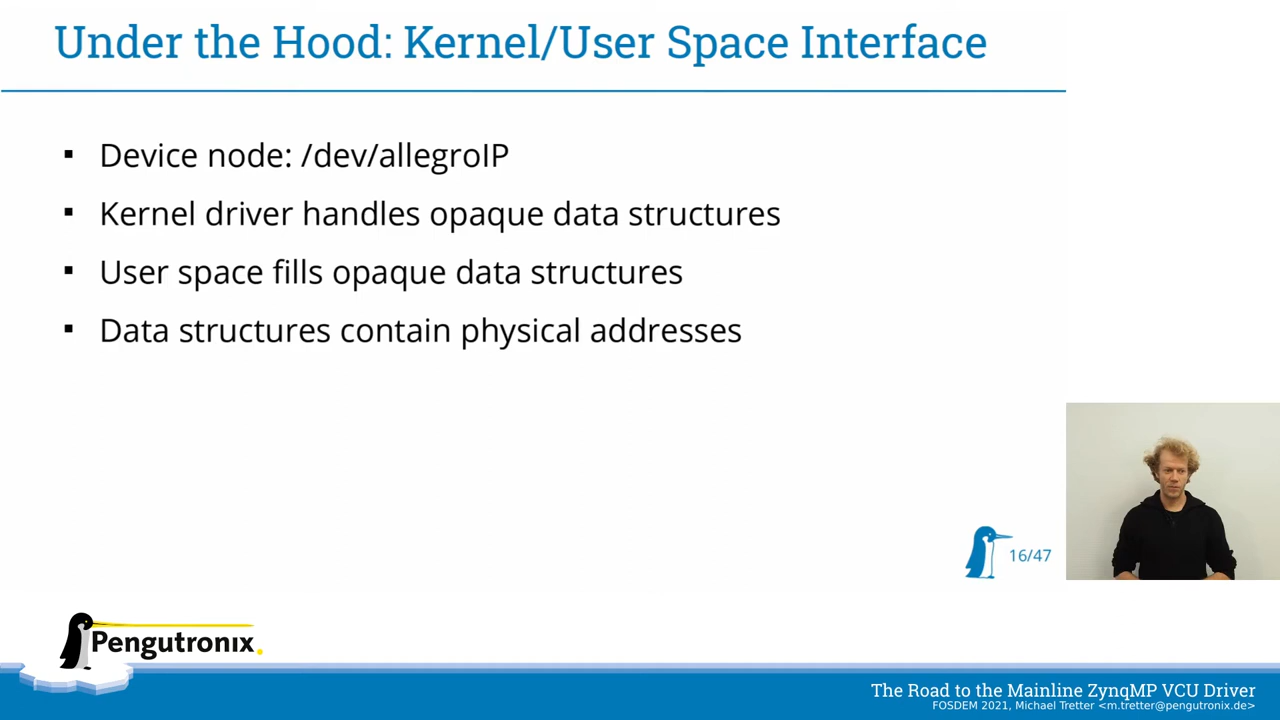 Under the Hood: Kernel/User Space Interface
Device node: /dev/allegroIP
Kernel driver handles opaque data structures
User space fills opaque data structures
Data structures contain physical addresses
16/47
Pengutronix.
The Road to the Mainline ZynqMP VCU Driver
FOSDEM 2021, Michael Tretter <m.tretter@pengutronix.de>